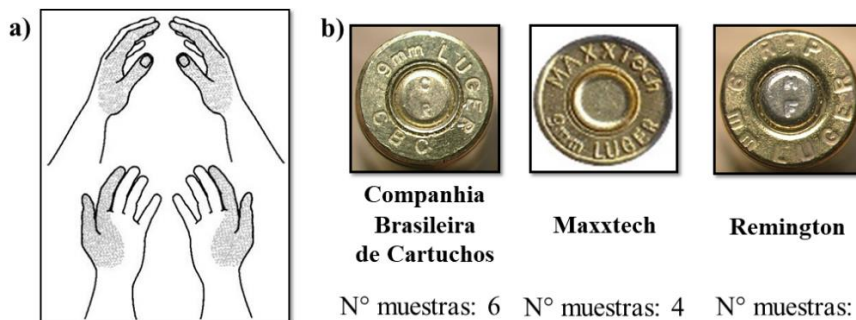 a)
b)
9mm LUGER
CBC
MAXXTech
9mm LUGER
R-P
9mm LUGER
Companhia
Brasileira
de Cartuchos
Maxxtech
Remington
N° muestras: 6
N° muestras: 4
N° muestras: